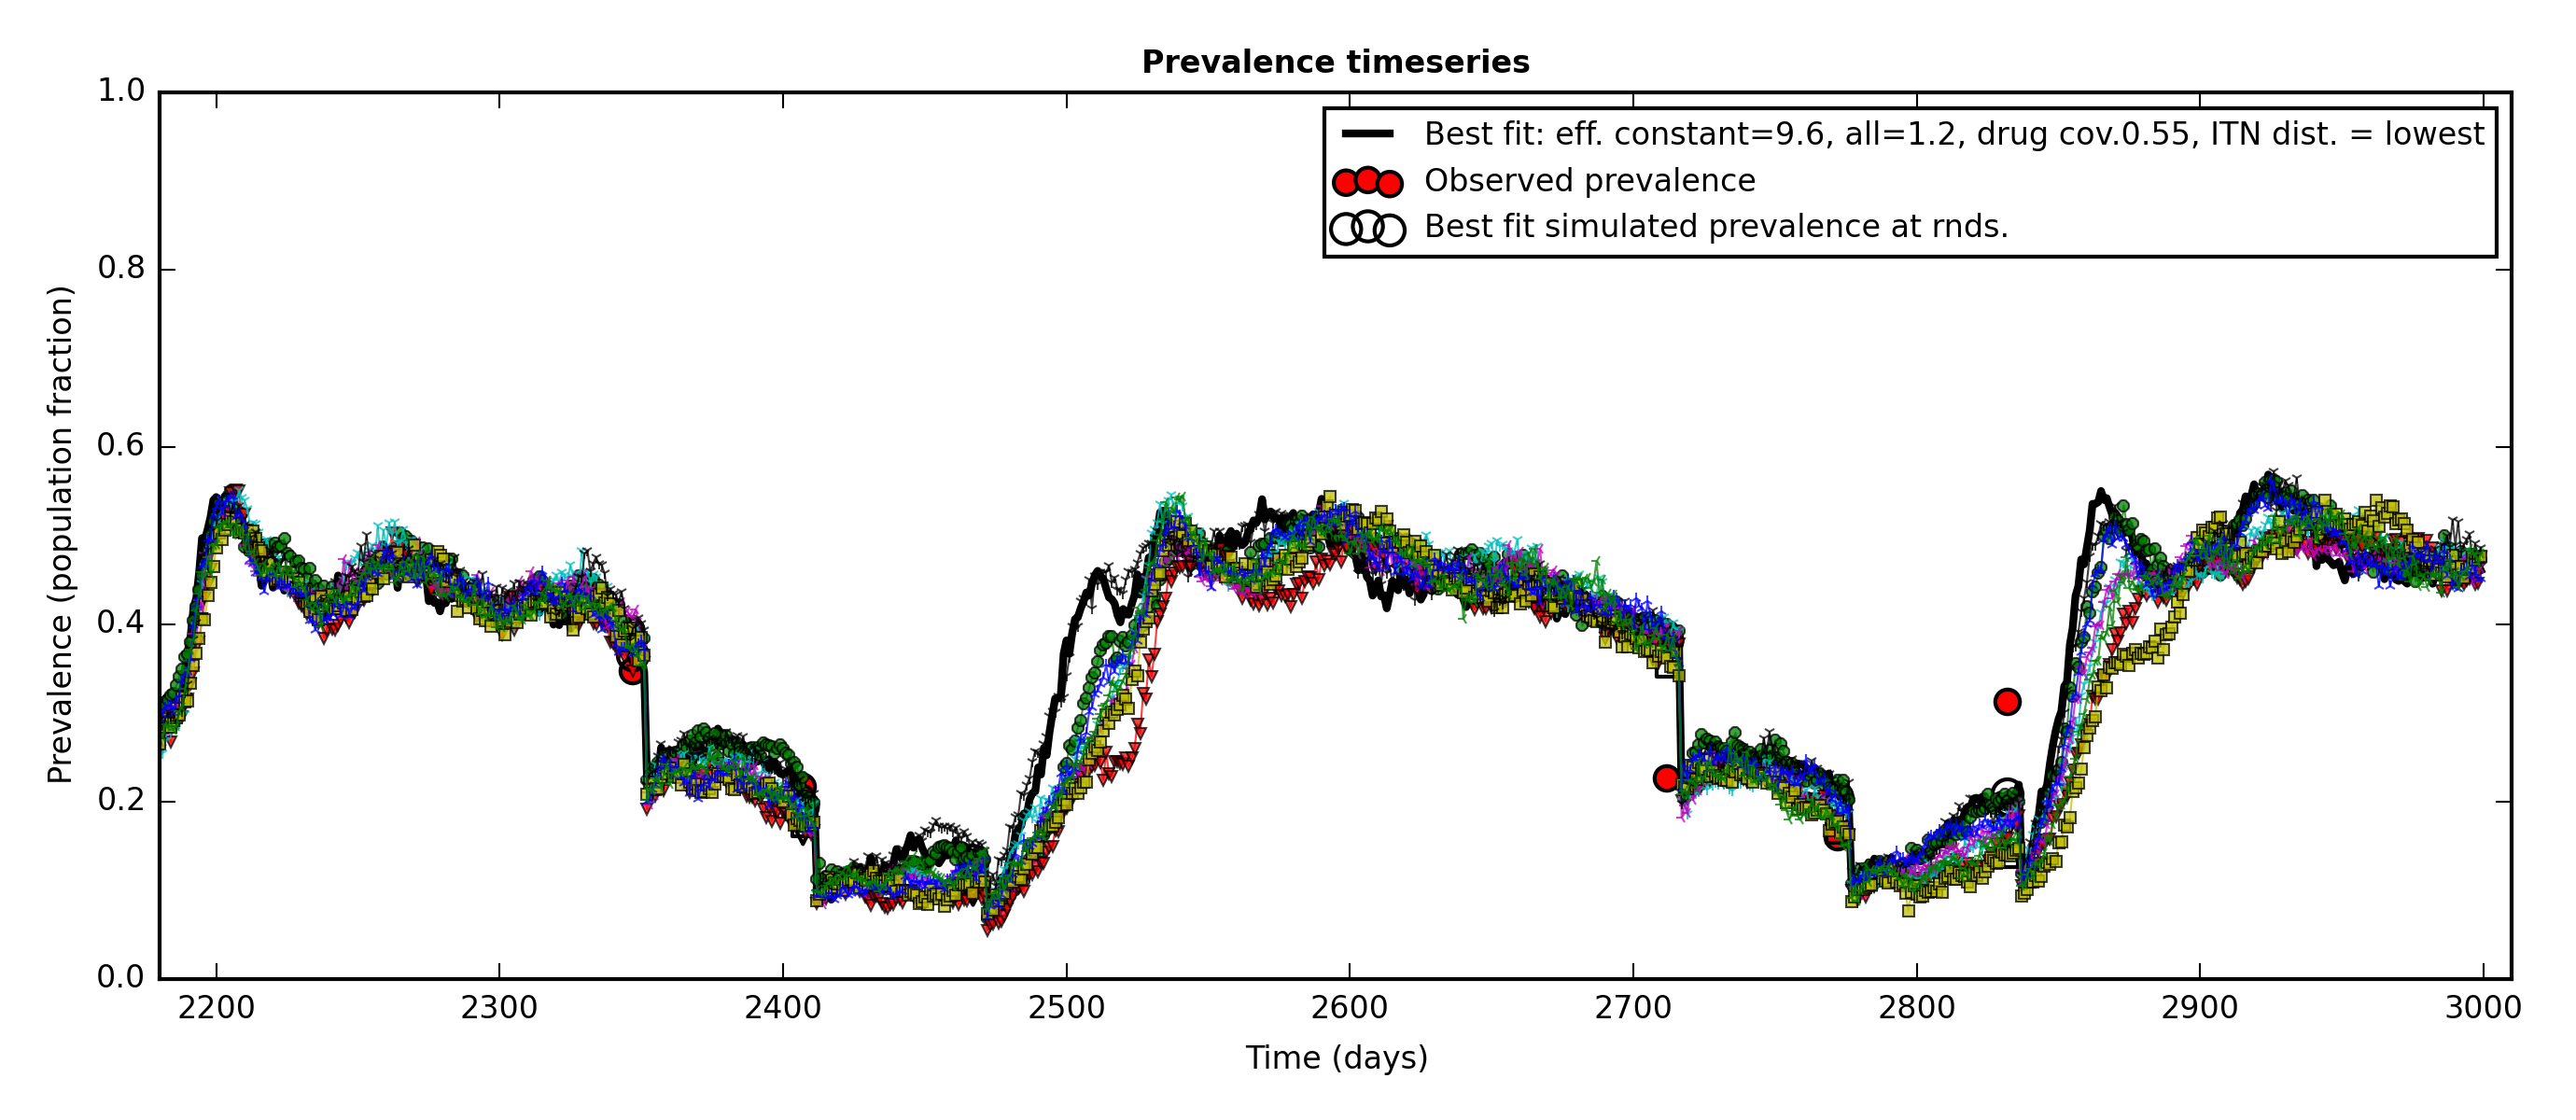 Prevalence timeseries
1.0
0.8
0.6
0.4
0.2
0.0
Prevalence (population fraction)
Best fit: eff. constant=9.6, all=1.2, drug cov.0.55, ITN dist. = lowest
Observed prevalence
Best fit simulated prevalence at rnds.
2200 2300 2400 2500 2600 2700 2800 2900 3000
Time (days)